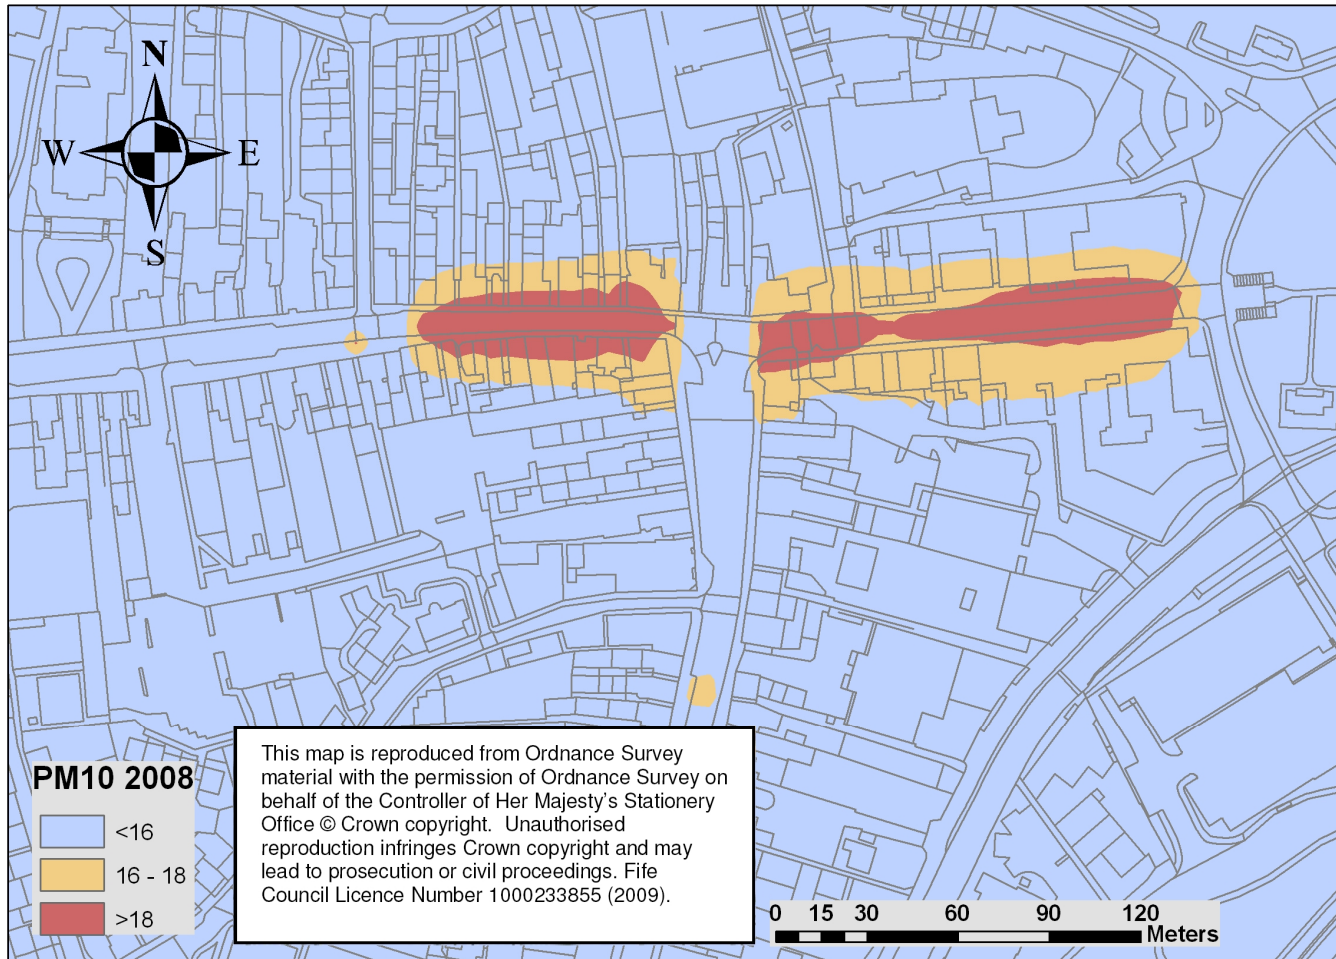 N
W E
S
PM10 2008
<16
16 - 18
>18
This map is reproduced from Ordnance Survey
material with the permission of Ordnance Survey on
behalf of the Controller of Her Majesty's Stationery
Office © Crown copyright.  Unauthorised
reproduction infringes Crown copyright and may
lead to prosecution or civil proceedings. Fife
Council Licence Number 1000233855 (2009).
0 15 30 60 90 120
Meters